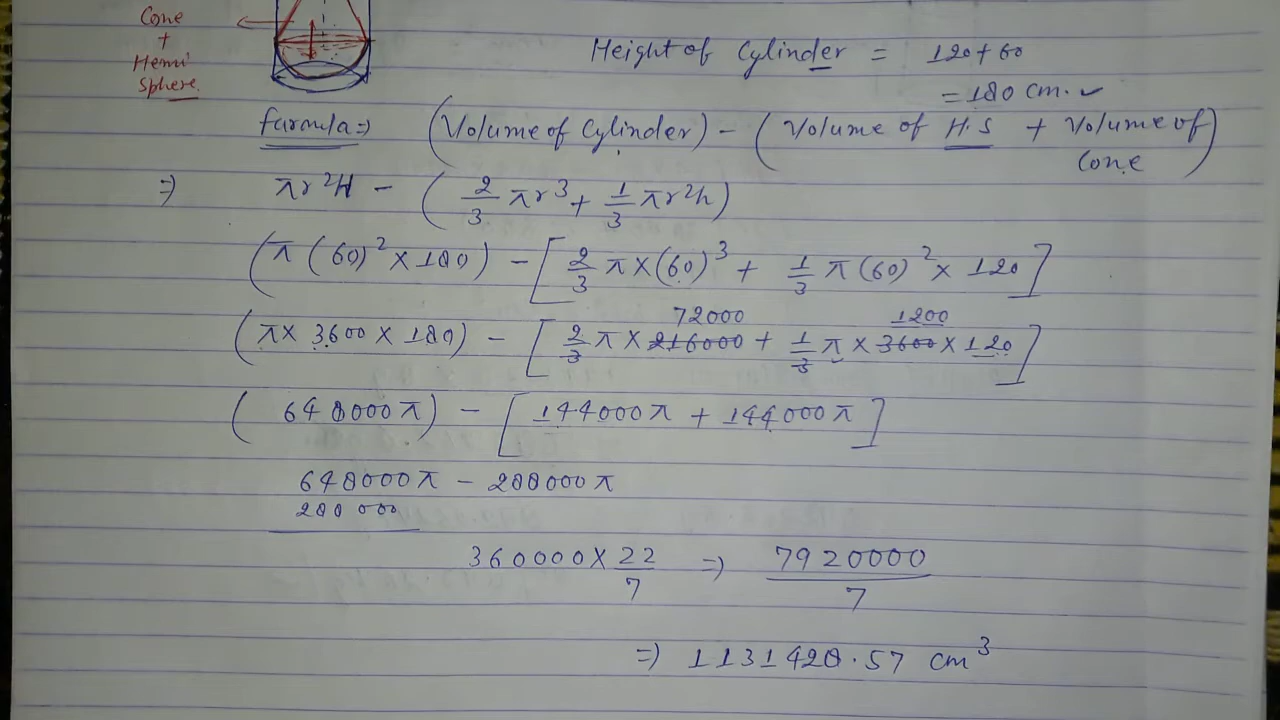 Cone
+
Hemi
Sphere.
Height of Cylinder = 120+60
= 180 cm. ✓
farmula ⇒ (Volume of Cylinder) - (Volume of H.S + Volume of Cone)
⇒ πr²H - (2/3 πr³ + 1/3 πr²h)
(π(60)² × 180) - [2/3 π×(60)³ + 1/3 π(60)² × 120]
72000 1200
(π× 3600 × 180) - [2/3 π × 216000 + 1/3 π × 3600 × 120]
(648000π) - [144000π + 144000π]
648000π - 288000π
288000
360000 × 22/7 ⇒ 7920000/7
⇒ 1131428.57 cm³